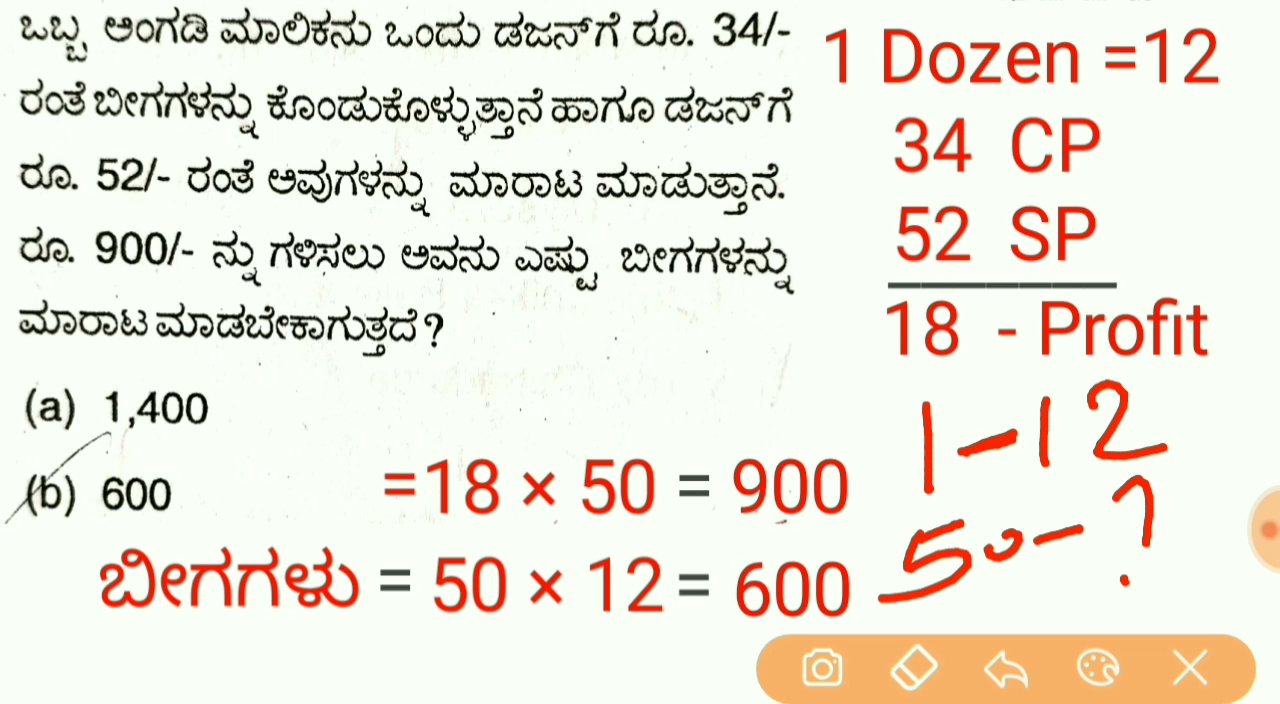 ಒಬ್ಬ ಅಂಗಡಿ ಮಾಲಿಕನು ಒಂದು ಡಜನ್‌ಗೆ ರೂ. 34/-
ರಂತೆ ಬೀಗಗಳನ್ನು ಕೊಂಡುಕೊಳ್ಳುತ್ತಾನೆ ಹಾಗೂ ಡಜನ್‌ಗೆ
ರೂ. 52/- ರಂತೆ ಅವುಗಳನ್ನು ಮಾರಾಟ ಮಾಡುತ್ತಾನೆ.
ರೂ. 900/- ನ್ನು ಗಳಿಸಲು ಅವನು ಎಷ್ಟು ಬೀಗಗಳನ್ನು
ಮಾರಾಟ ಮಾಡಬೇಕಾಗುತ್ತದೆ?
(a) 1,400
(b) 600
1 Dozen =12
34 CP
52 SP
18 - Profit
1-12
50-?
=18 × 50 = 900
ಬೀಗಗಳು = 50 × 12 = 600